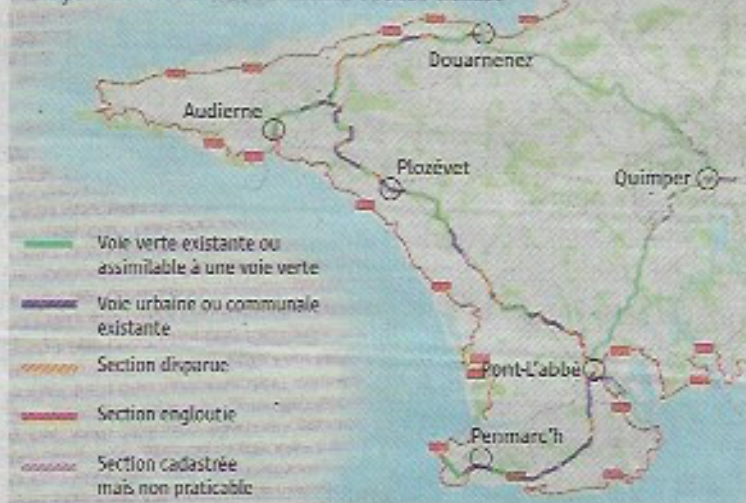 Douarnenez
Audierne
Plozévet
Quimper
Voie verte existante ou
assimilable à une voie verte
Voie urbaine ou communale
existante
Section disparue
Pont-L'abbé
Section engloutie
Penmarc'h
Section cadastrée
mais non praticable